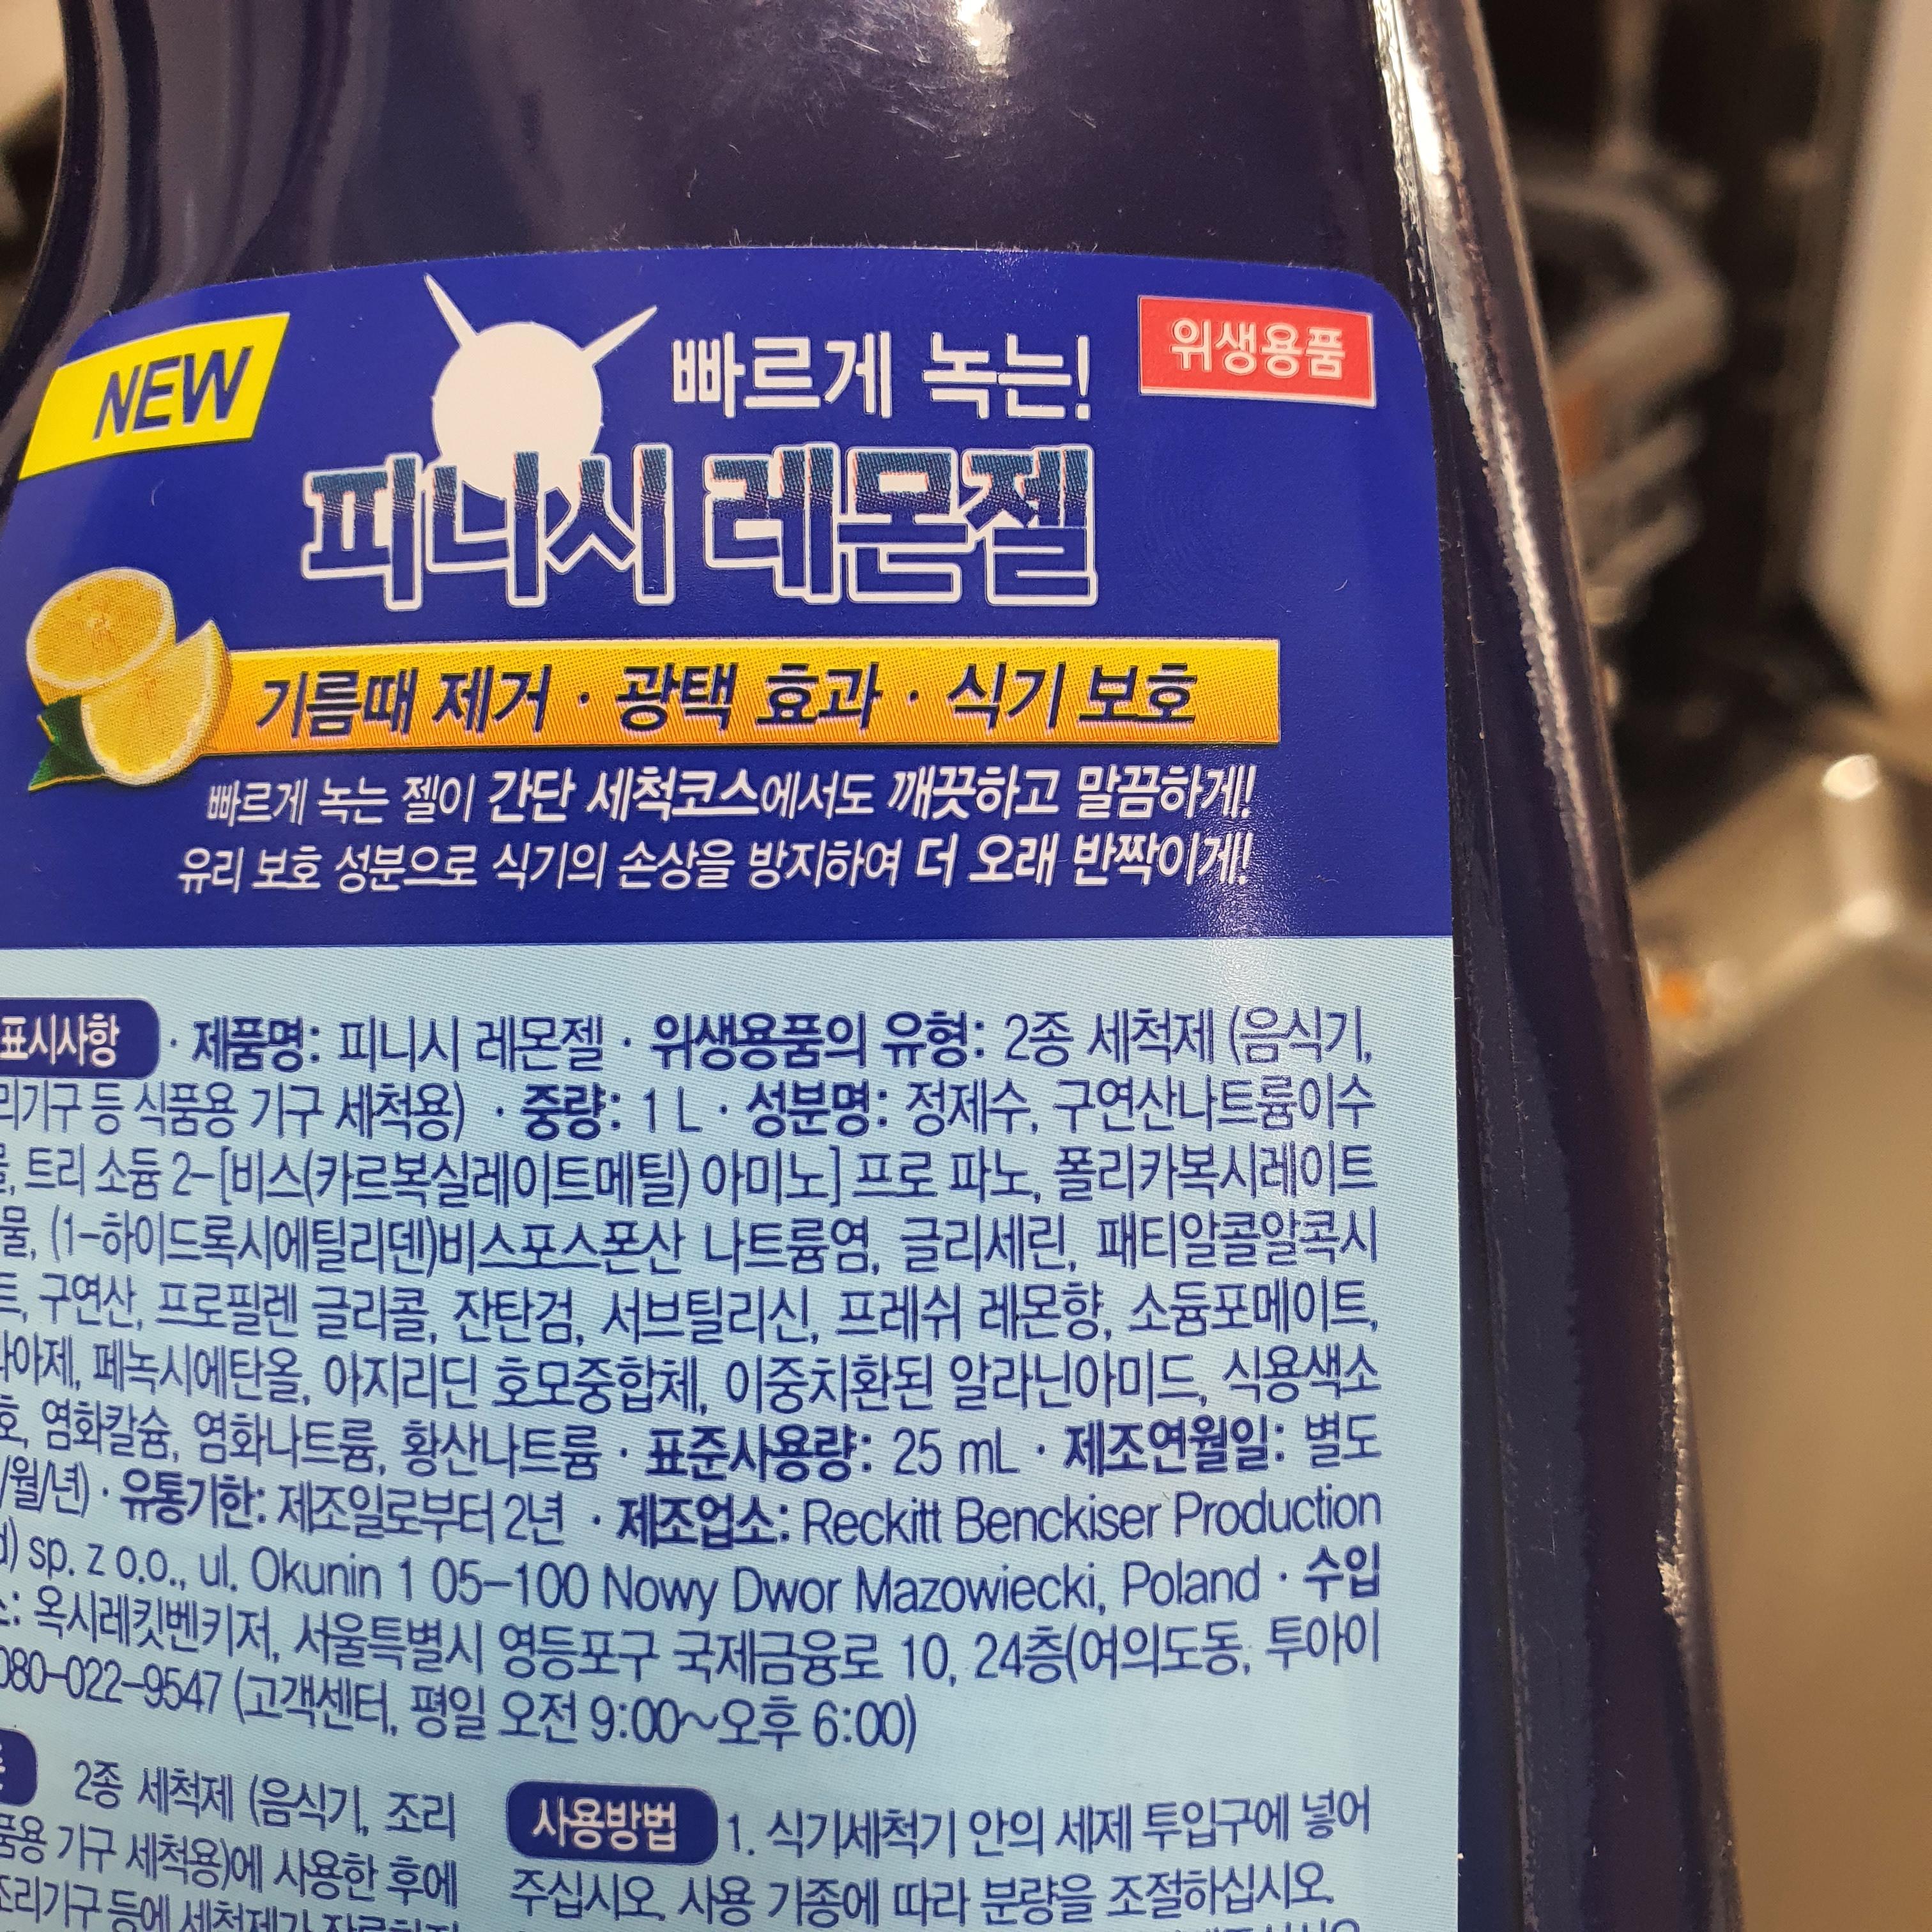 NEW
빠르게 녹는!
위생용품
피니시 레몬젤
기름때 제거 · 광택 효과 · 식기 보호
빠르게 녹는 젤이 간단 세척코스에서도 깨끗하고 말끔하게!
유리 보호 성분으로 식기의 손상을 방지하여 더 오래 반짝이게!
표시사항 · 제품명: 피니시 레몬젤 · 위생용품의 유형: 2종 세척제 (음식기,
리기구 등 식품용 기구 세척용) · 중량: 1 L · 성분명: 정제수, 구연산나트륨이수
트리 소듐 2-[비스(카르복실레이트메틸) 아미노] 프로 파노, 폴리카복시레이트
물, (1-하이드록시에틸리덴)비스포스폰산 나트륨염, 글리세린, 패티알콜알콕시
트, 구연산, 프로필렌 글리콜, 잔탄검, 서브틸리신, 프레쉬 레몬향, 소듐포메이트,
아제, 페녹시에탄올, 아지리딘 호모중합체, 이중치환된 알라닌아미드, 식용색소
호, 염화칼슘, 염화나트륨, 황산나트륨 · 표준사용량: 25 mL · 제조연월일: 별도
/월/년) · 유통기한: 제조일로부터 2년 · 제조업소: Reckitt Benckiser Production
d) sp. z o.o., ul. Okunin 1 05-100 Nowy Dwor Mazowiecki, Poland · 수입
: 옥시레킷벤키저, 서울특별시 영등포구 국제금융로 10, 24층(여의도동, 투아이
080-022-9547 (고객센터, 평일 오전 9:00~오후 6:00)
2종 세척제 (음식기, 조리
품용 기구 세척용)에 사용한 후에
조리기구 등에 세척제가
사용방법 1. 식기세척기 안의 세제 투입구에 넣어
주십시오. 사용 기종에 따라 분량을 조절하십시오.